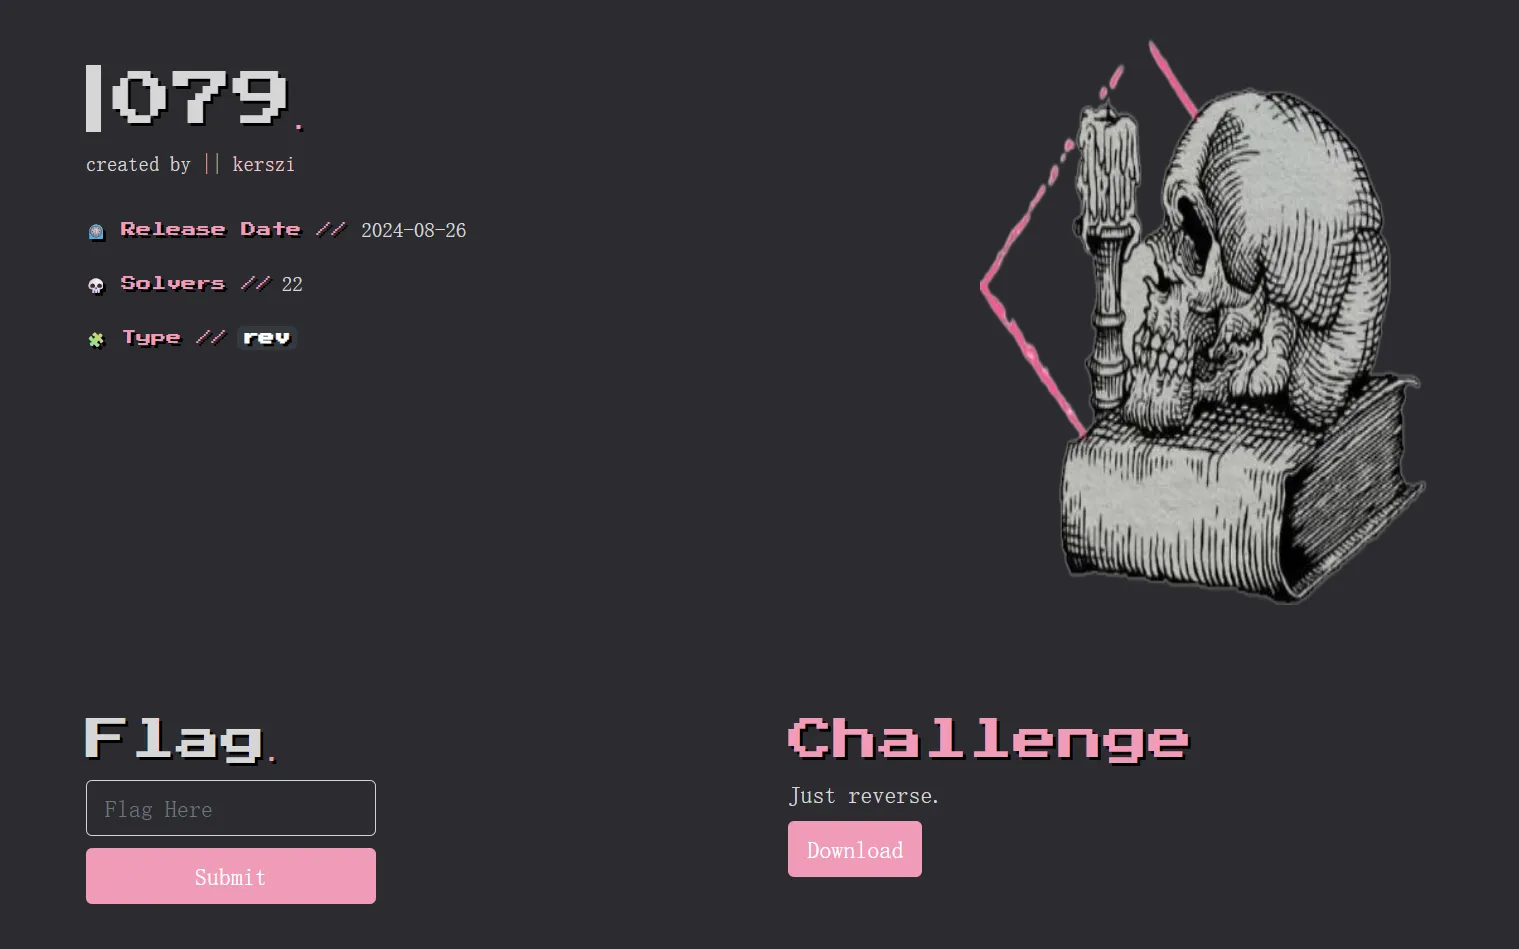 079.
created by || kerszi
Release Date // 2024-08-26
Solvers // 22
Type // rev
Flag.
Flag Here
Submit
Challenge
Just reverse.
Download